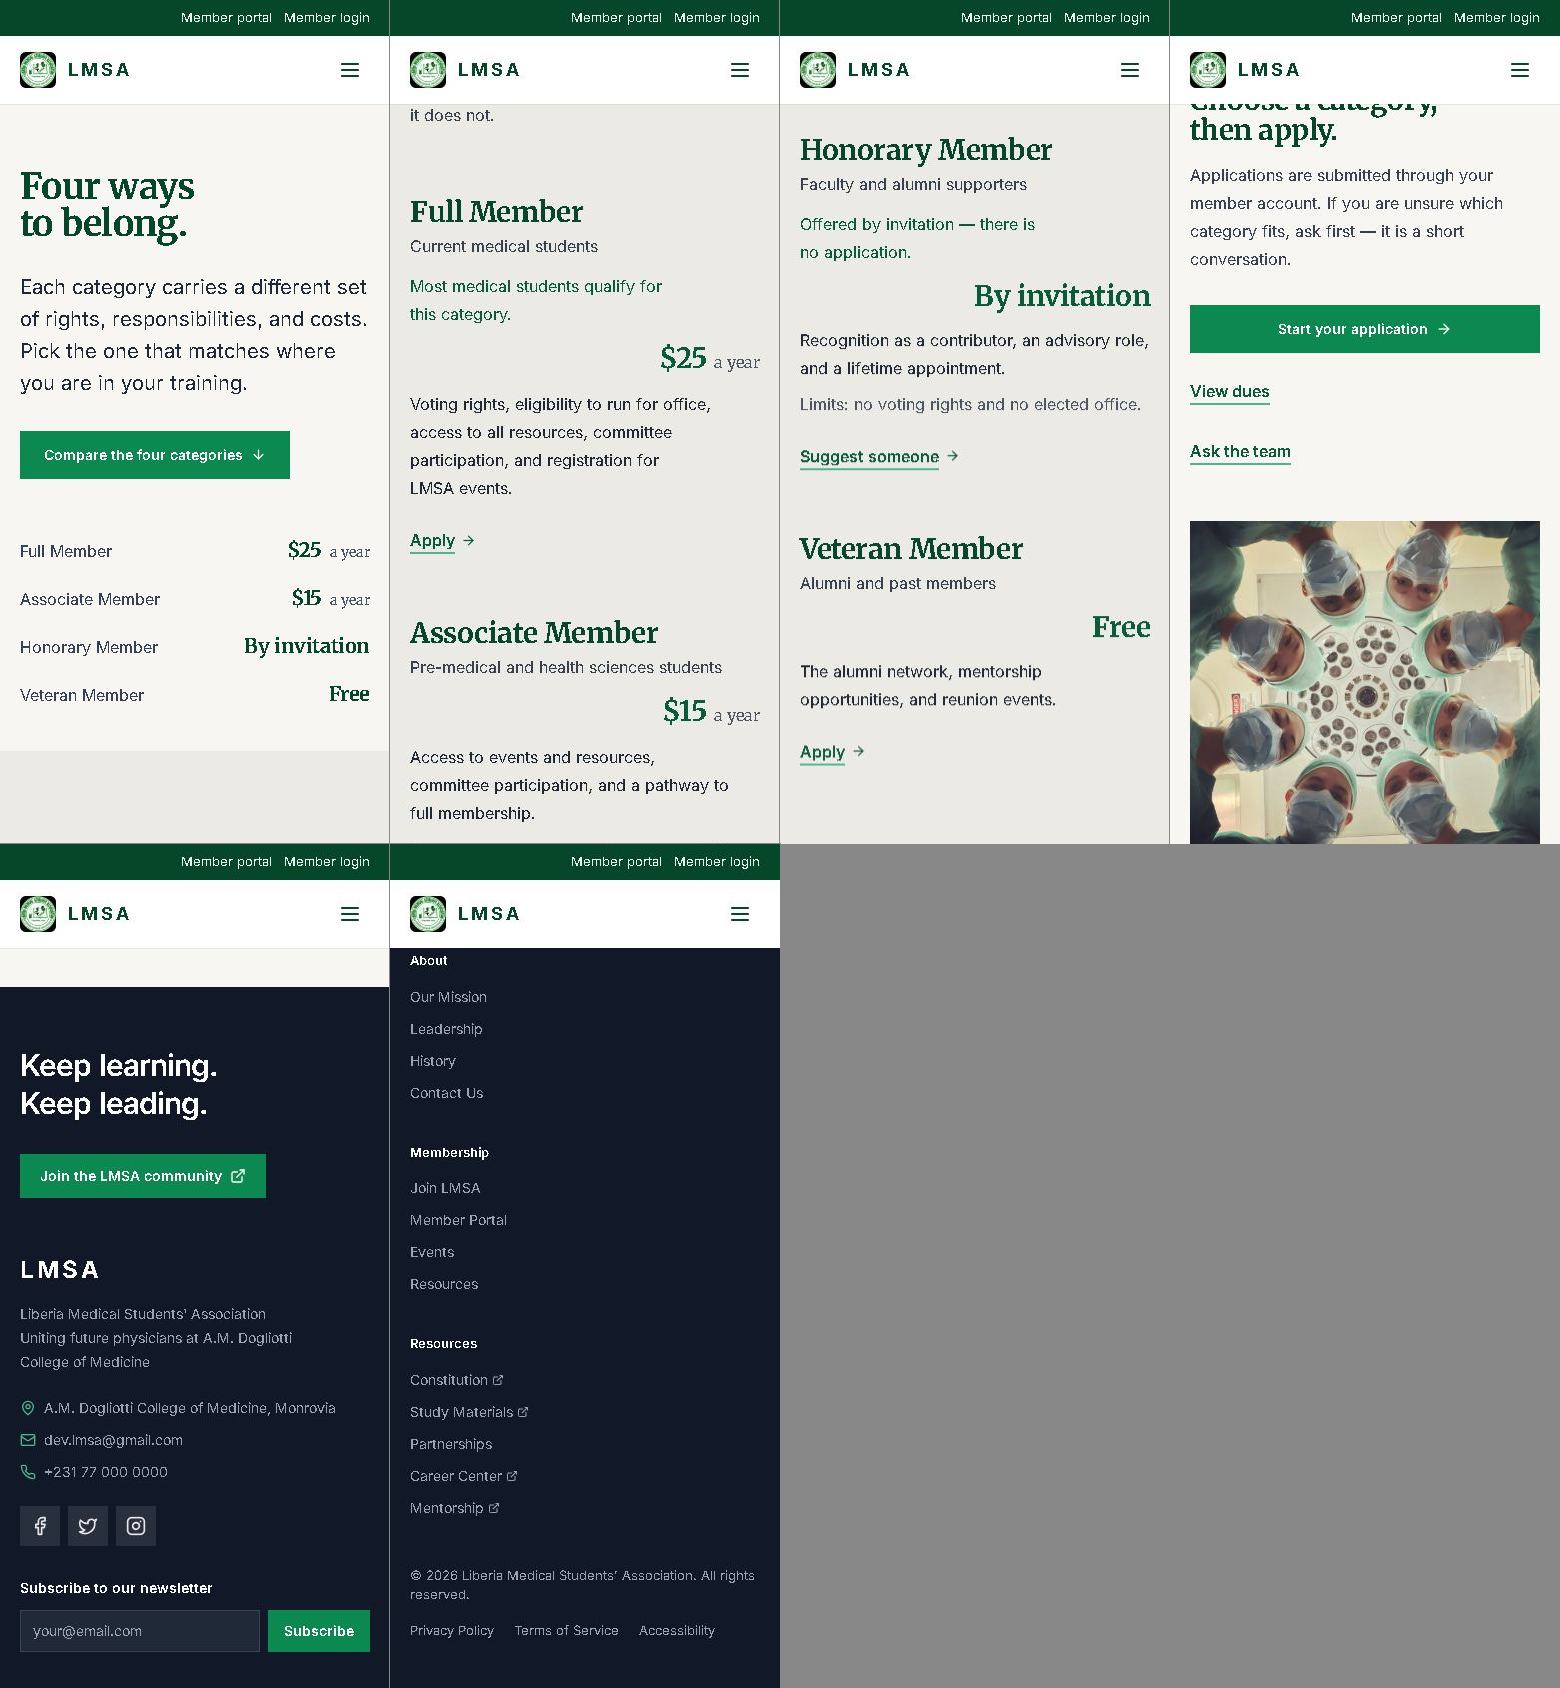 Member portal Member login
LMSA
Four ways
to belong.
Each category carries a different set
of rights, responsibilities, and costs.
Pick the one that matches where
you are in your training.
Compare the four categories ↓
Full Member $25 a year
Associate Member $15 a year
Honorary Member By invitation
Veteran Member Free
Member portal Member login
LMSA
it does not.
Full Member
Current medical students
Most medical students qualify for
this category.
$25 a year
Voting rights, eligibility to run for office,
access to all resources, committee
participation, and registration for
LMSA events.
Apply →
Associate Member
Pre-medical and health sciences students
$15 a year
Access to events and resources,
committee participation, and a pathway to
full membership.
Member portal Member login
LMSA
Honorary Member
Faculty and alumni supporters
Offered by invitation — there is
no application.
By invitation
Recognition as a contributor, an advisory role,
and a lifetime appointment.
Limits: no voting rights and no elected office.
Suggest someone →
Veteran Member
Alumni and past members
Free
The alumni network, mentorship
opportunities, and reunion events.
Apply →
Member portal Member login
LMSA
Choose a category,
then apply.
Applications are submitted through your
member account. If you are unsure which
category fits, ask first — it is a short
conversation.
Start your application →
View dues
Ask the team
Member portal Member login
LMSA
Keep learning.
Keep leading.
Join the LMSA community
LMSA
Liberia Medical Students' Association
Uniting future physicians at A.M. Dogliotti
College of Medicine
A.M. Dogliotti College of Medicine, Monrovia
dev.lmsa@gmail.com
+231 77 000 0000
Subscribe to our newsletter
your@email.com Subscribe
Member portal Member login
LMSA
About
Our Mission
Leadership
History
Contact Us
Membership
Join LMSA
Member Portal
Events
Resources
Resources
Constitution
Study Materials
Partnerships
Career Center
Mentorship
© 2026 Liberia Medical Students' Association. All rights
reserved.
Privacy Policy Terms of Service Accessibility